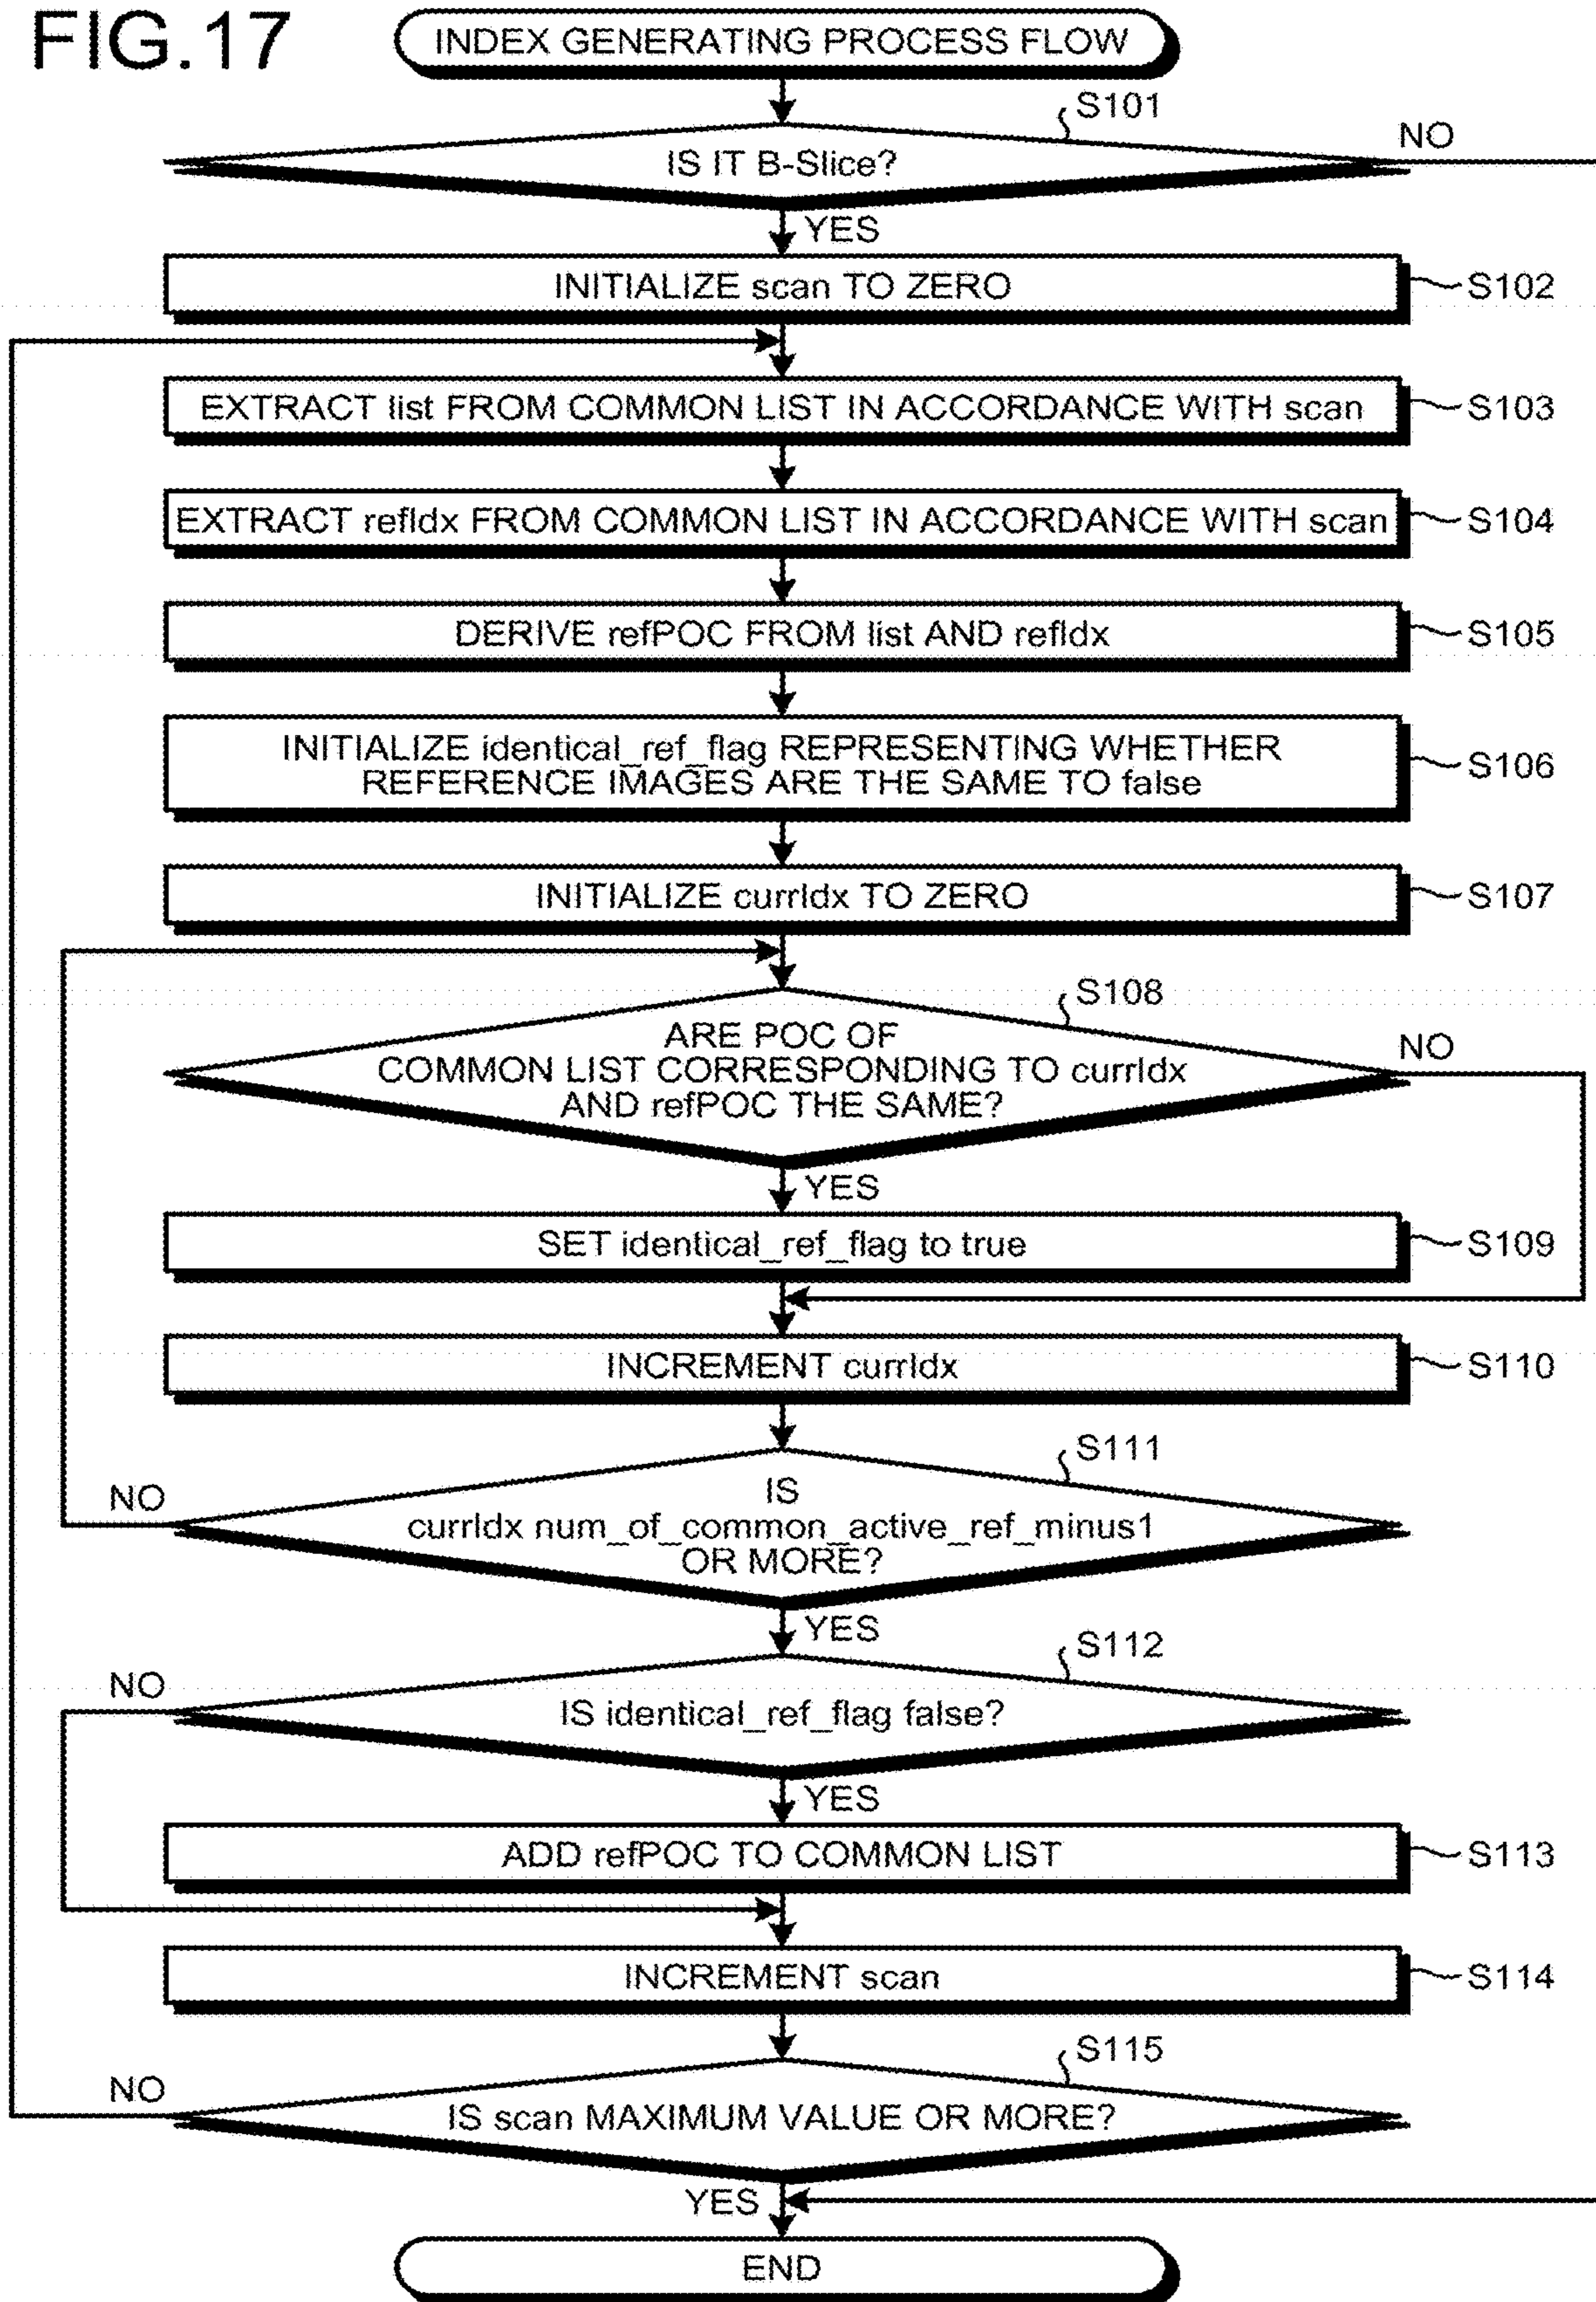 FIG.17
INDEX GENERATING PROCESS FLOW
S101
NO
IS IT B-Slice?
YES
INITIALIZE scan TO ZERO
S102
EXTRACT list FROM COMMON LIST IN ACCORDANCE WITH scan
S103
EXTRACT refIdx FROM COMMON LIST IN ACCORDANCE WITH scan
S104
DERIVE refPOC FROM list AND refIdx
S105
INITIALIZE identical_ref_flag REPRESENTING WHETHER
REFERENCE IMAGES ARE THE SAME TO false
S106
INITIALIZE currIdx TO ZERO
S107
S108
ARE POC OF
COMMON LIST CORRESPONDING TO currIdx
AND refPOC THE SAME?
NO
YES
SET identical_ref_flag to true
S109
INCREMENT currIdx
S110
S111
NO
IS
currIdx num_of_common_active_ref_minus1
OR MORE?
YES
S112
NO
IS identical_ref_flag false?
YES
ADD refPOC TO COMMON LIST
S113
INCREMENT scan
S114
S115
NO
IS scan MAXIMUM VALUE OR MORE?
YES
END